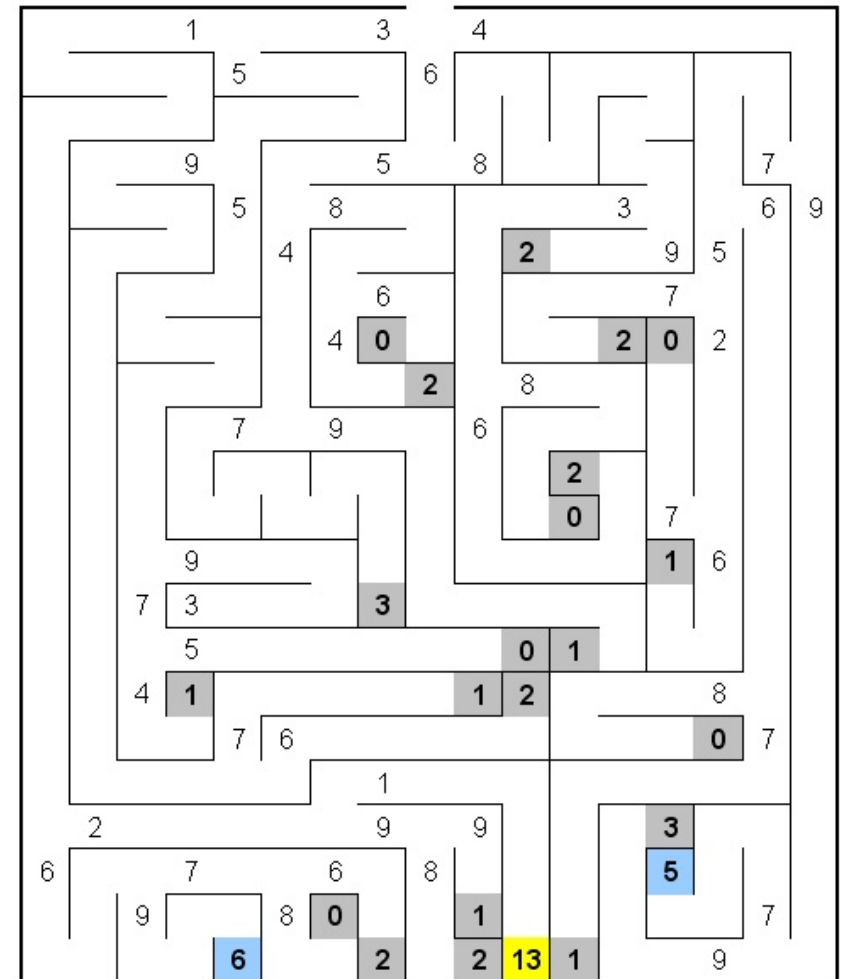 1 3 4
5 6
9 5 8 7
5 8 3 6 9
4 2 9 5
6 7
4 0 2 0 2
2 8
7 9 6
2
0 7
9 1 6
7 3 3
5 0 1
4 1 1 2 8
7 6 0 7
1
2 9 9 3
6 7 6 8 5
9 8 0 1 7
6 2 2 13 1 9